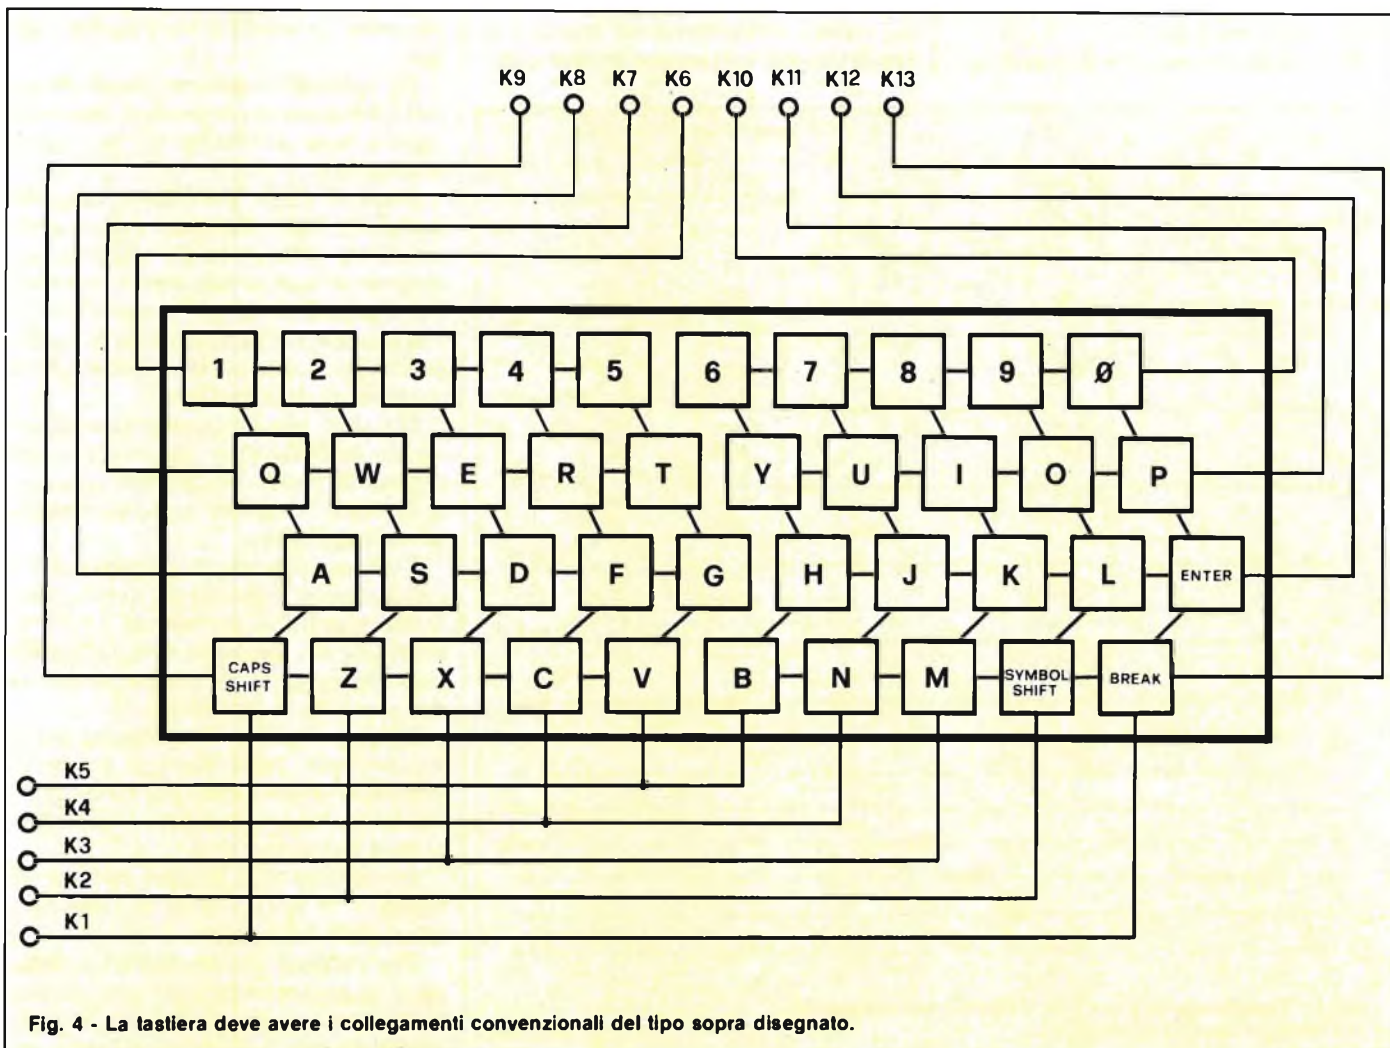 K9 K8 K7 K6 K10 K11 K12 K13
1 2 3 4 5 6 7 8 9 Ø
Q W E R T Y U I O P
A S D F G H J K L ENTER
CAPS SHIFT Z X C V B N M SYMBOL SHIFT BREAK
K5
K4
K3
K2
K1
Fig. 4 - La tastiera deve avere i collegamenti convenzionali del tipo sopra disegnato.